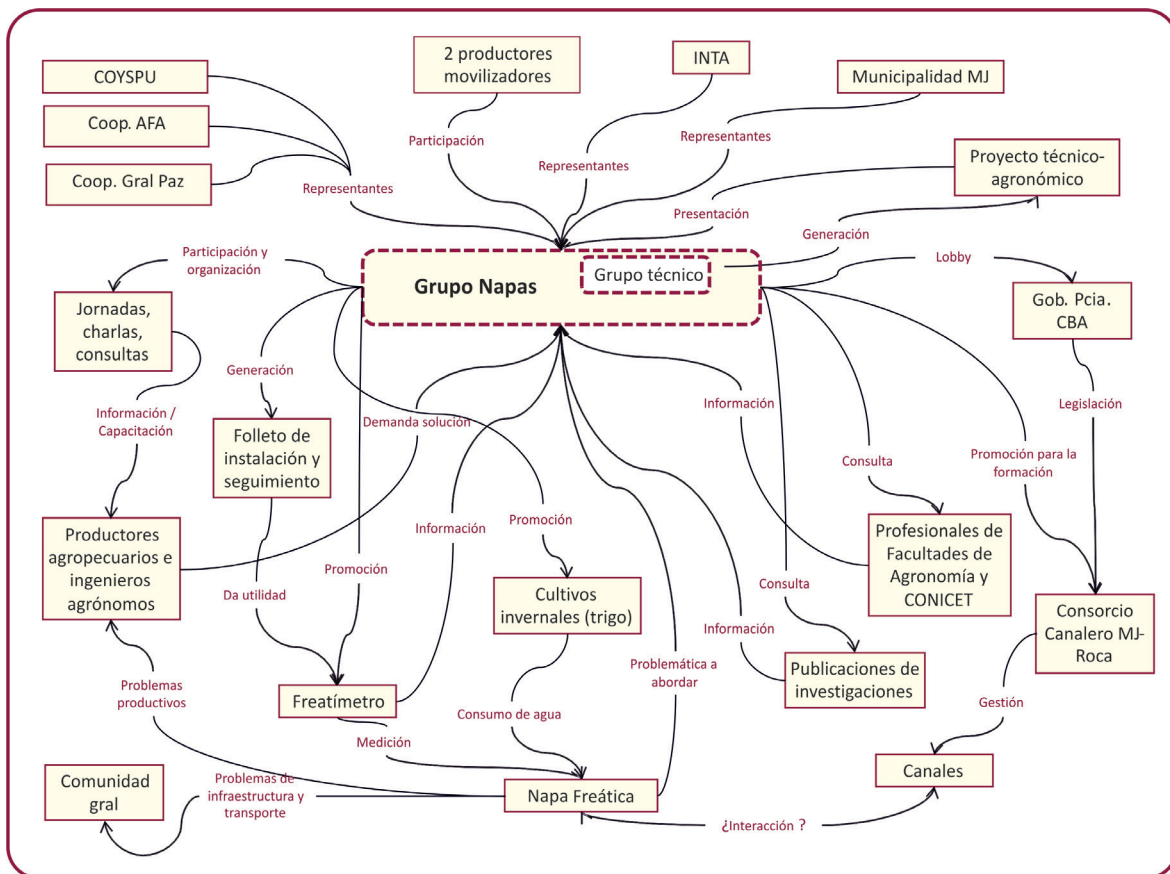 COYSPU
Coop. AFA
Coop. Gral Paz
2 productores
movilizadores
INTA
Municipalidad MJ
Proyecto técnico-
agronómico
Participación
Representantes
Representantes
Representantes
Presentación
Generación
Participación y
organización
Grupo Napas
Grupo técnico
Lobby
Gob. Pcia.
CBA
Jornadas,
charlas,
consultas
Generación
Información /
Capacitación
Demanda solución
Información
Legislación
Folleto de
instalación y
seguimiento
Consulta
Promoción para la
formación
Productores
agropecuarios e
ingenieros
agrónomos
Información
Promoción
Profesionales de
Facultades de
Agronomía y
CONICET
Da utilidad
Promoción
Cultivos
invernales (trigo)
Consulta
Información
Consorcio
Canalero MJ-
Roca
Problemas
productivos
Freatímetro
Problemática a
abordar
Publicaciones de
investigaciones
Gestión
Consumo de agua
Medición
Comunidad
gral
Problemas de
infraestructura y
transporte
Napa Freática
Canales
¿Interacción ?